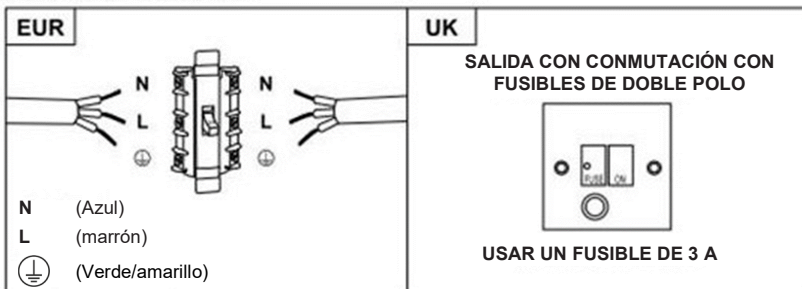 EUR
N N
L L
N (Azul)
L (marrón)
(Verde/amarillo)
UK
SALIDA CON CONMUTACIÓN CON
FUSIBLES DE DOBLE POLO
FUSE ON
USAR UN FUSIBLE DE 3 A